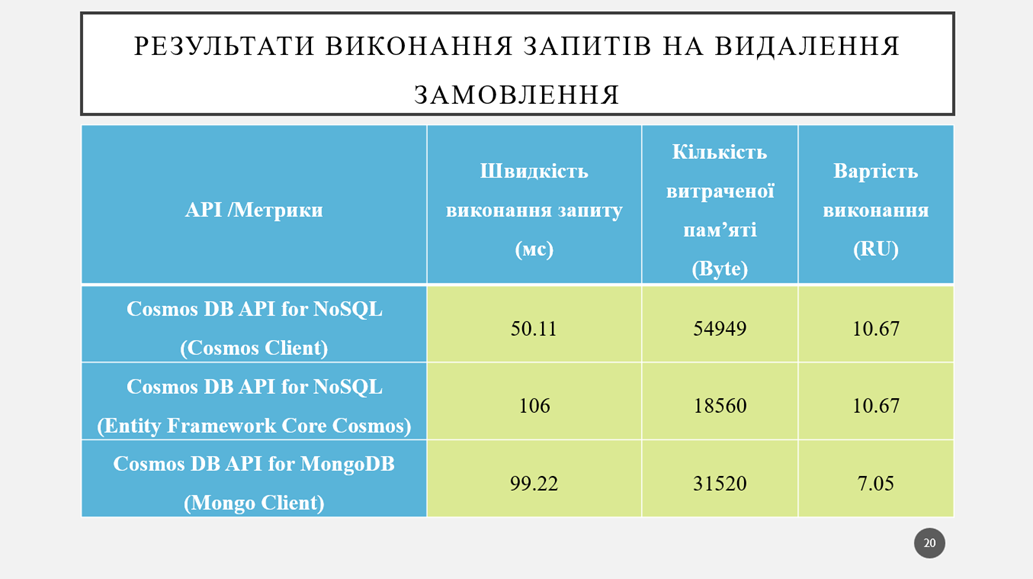 РЕЗУЛЬТАТИ ВИКОНАННЯ ЗАПИТІВ НА ВИДАЛЕННЯ
ЗАМОВЛЕННЯ
API /Метрики
Швидкість
виконання запиту
(мс)
Кількість
витраченої
пам’яті
(Byte)
Вартість
виконання
(RU)
Cosmos DB API for NoSQL
(Cosmos Client)
50.11
54949
10.67
Cosmos DB API for NoSQL
(Entity Framework Core Cosmos)
106
18560
10.67
Cosmos DB API for MongoDB
(Mongo Client)
99.22
31520
7.05
20